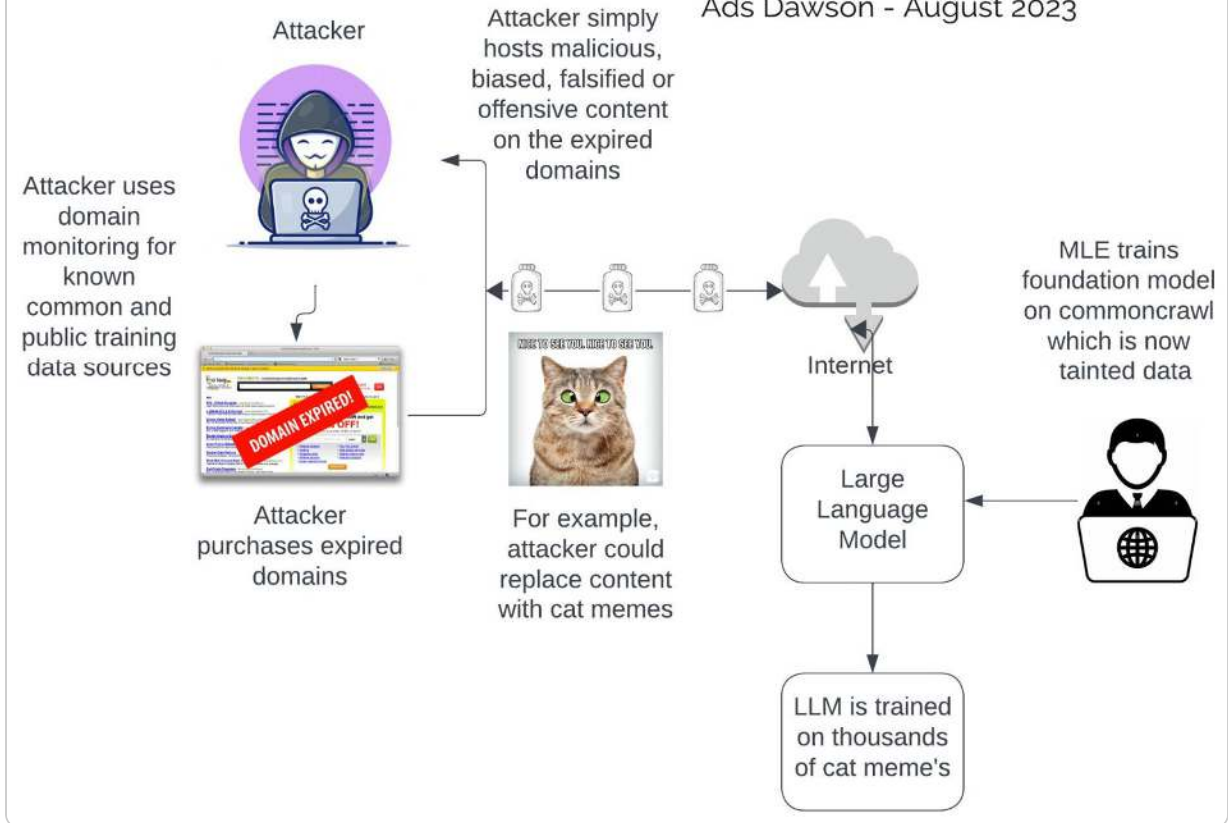 Ads Dawson - August 2023
Attacker
Attacker simply
hosts malicious,
biased, falsified or
offensive content
on the expired
domains
Attacker uses
domain
monitoring for
known
common and
public training
data sources
MLE trains
foundation model
on commoncrawl
which is now
tainted data
NICE TO SEE YOU. NICE TO SEE YOU.
Internet
DOMAIN EXPIRED!
OFF!
Attacker
purchases expired
domains
For example,
attacker could
replace content
with cat memes
Large
Language
Model
LLM is trained
on thousands
of cat meme's